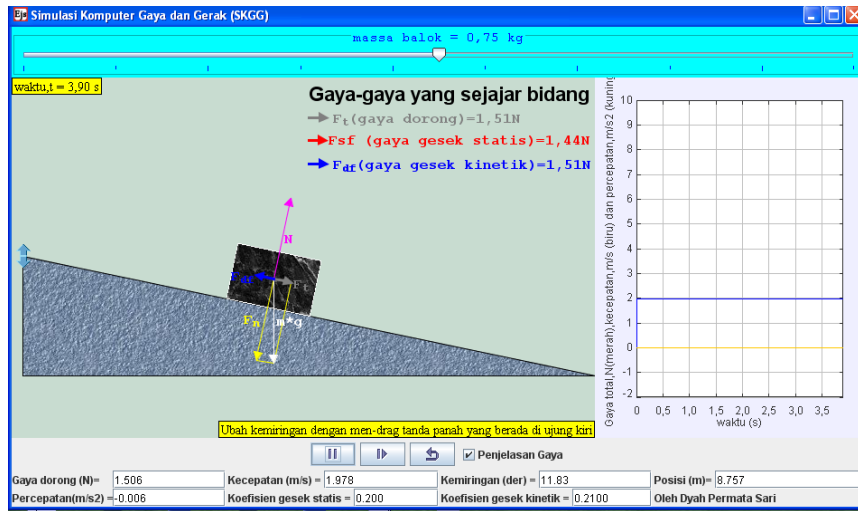 Simulasi Komputer Gaya dan Gerak (SKGG)
massa balok = 0,75 kg
waktu,t = 3,90 s
Gaya-gaya yang sejajar bidang
Ft(gaya dorong)=1,51N
Fsf (gaya gesek statis)=1,44N
Fdf(gaya gesek kinetik)=1,51N
N
Fdf
Ft
Fn
m*g
Ubah kemiringan dengan men-drag tanda panah yang berada di ujung kiri
Gaya total,N(merah),kecepatan,m/s (biru) dan percepatan,m/s2 (kuning
10
9
8
7
6
5
4
3
2
1
0
-1
-2
0 0,5 1,0 1,5 2,0 2,5 3,0 3,5
waktu (s)
Penjelasan Gaya
Gaya dorong (N)= 1.506 Kecepatan (m/s) = 1.978 Kemiringan (der) = 11.83 Posisi (m)= 8.757
Percepatan(m/s2) =-0.006 Koefisien gesek statis = 0.200 Koefisien gesek kinetik = 0.2100 Oleh Dyah Permata Sari